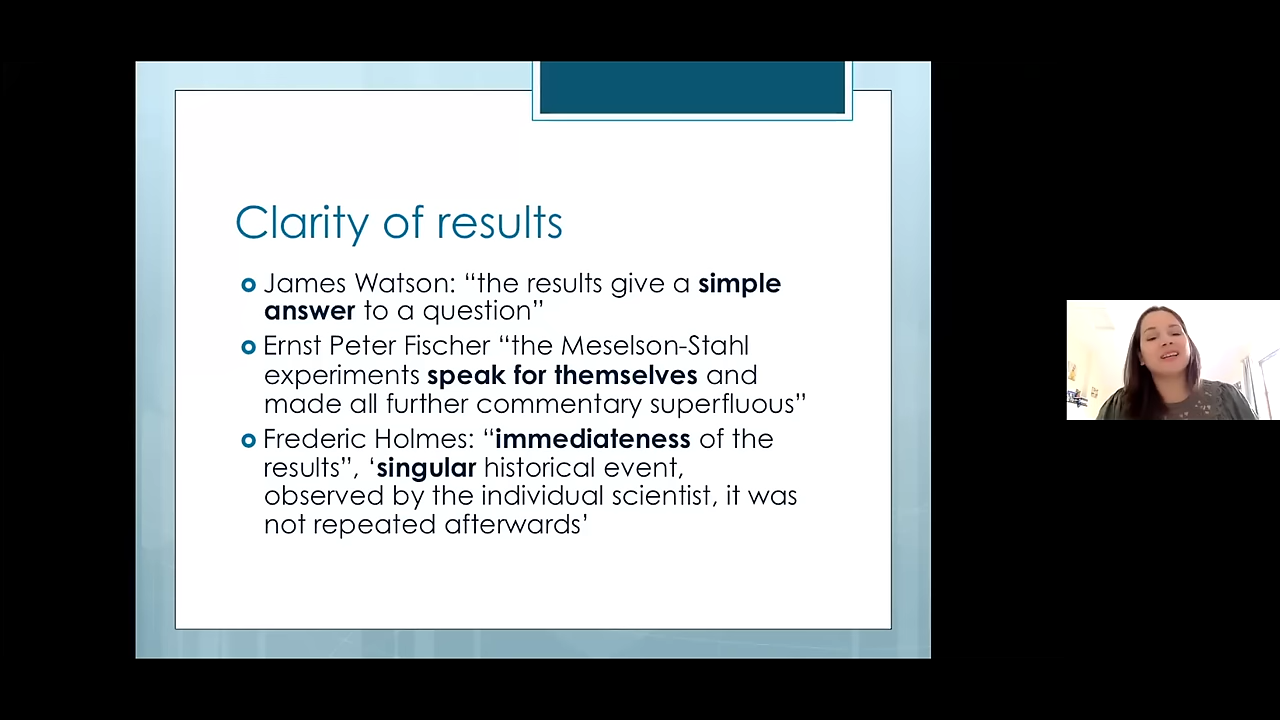 Clarity of results
James Watson: “the results give a simple
answer to a question”
Ernst Peter Fischer “the Meselson-Stahl
experiments speak for themselves and
made all further commentary superfluous”
Frederic Holmes: “immediateness of the
results”, ‘singular historical event,
observed by the individual scientist, it was
not repeated afterwards’